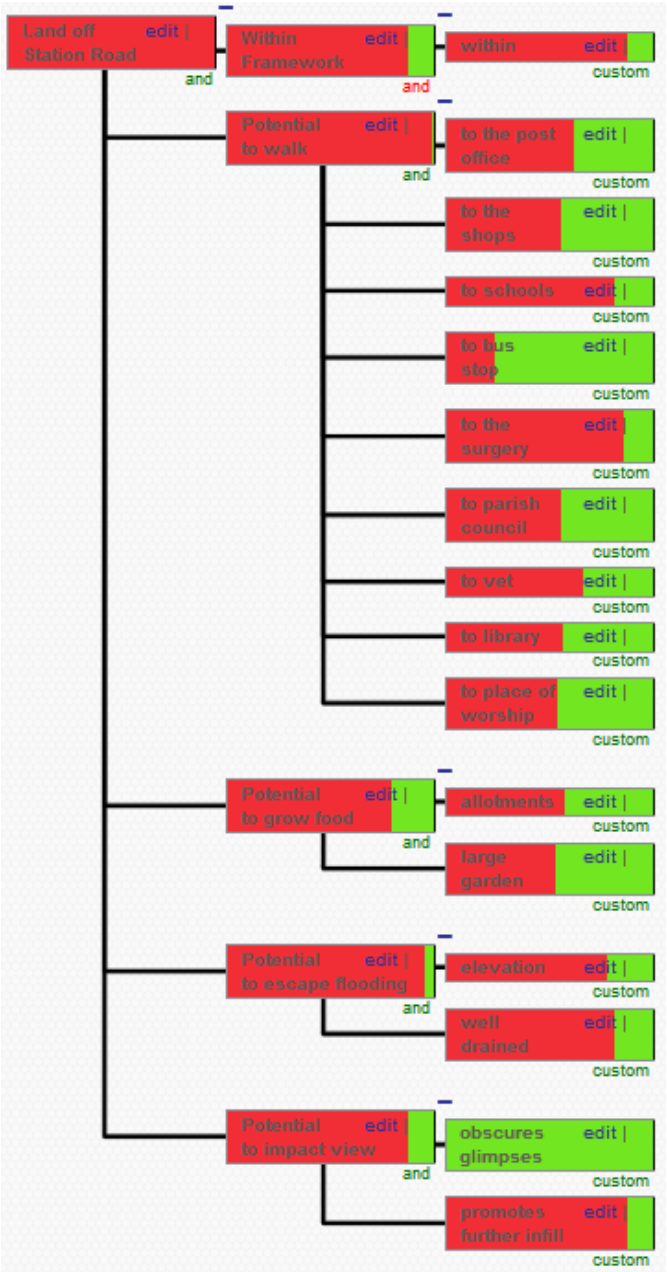 Land off edit |
Station Road
and
Within edit |
Framework
and
within edit |
custom
Potential edit |
to walk
and
to the post edit |
office
custom
to the edit |
shops
custom
to schools edit |
custom
to bus edit |
stop
custom
to the edit |
surgery
custom
to parish edit |
council
custom
to vet edit |
custom
to library edit |
custom
to place of edit |
worship
custom
Potential edit |
to grow food
and
allotments edit |
custom
large edit |
garden
custom
Potential edit |
to escape flooding
and
elevation edit |
custom
well edit |
drained
custom
Potential edit |
to impact view
and
obscures edit |
glimpses
custom
promotes edit |
further infill
custom